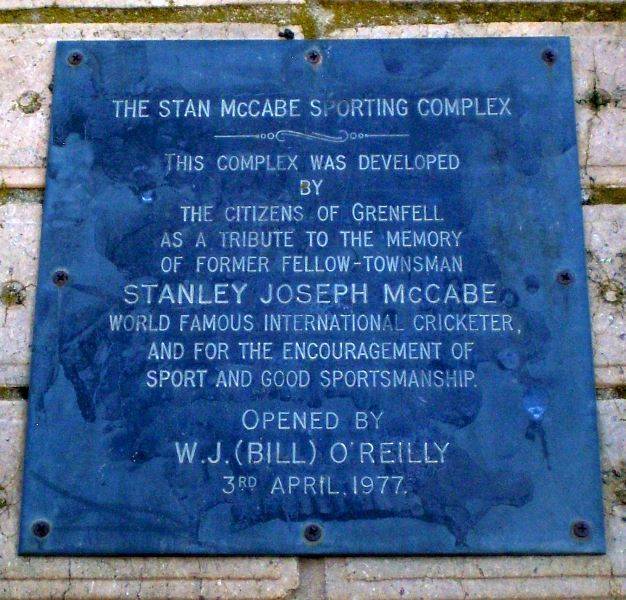 THE STAN McCABE SPORTING COMPLEX
THIS COMPLEX WAS DEVELOPED
BY
THE CITIZENS OF GRENFELL
AS A TRIBUTE TO THE MEMORY
OF FORMER FELLOW-TOWNSMAN
STANLEY JOSEPH McCABE
WORLD FAMOUS INTERNATIONAL CRICKETER,
AND FOR THE ENCOURAGEMENT OF
SPORT AND GOOD SPORTSMANSHIP.
OPENED BY
W.J.(BILL) O'REILLY
3RD APRIL.1977.